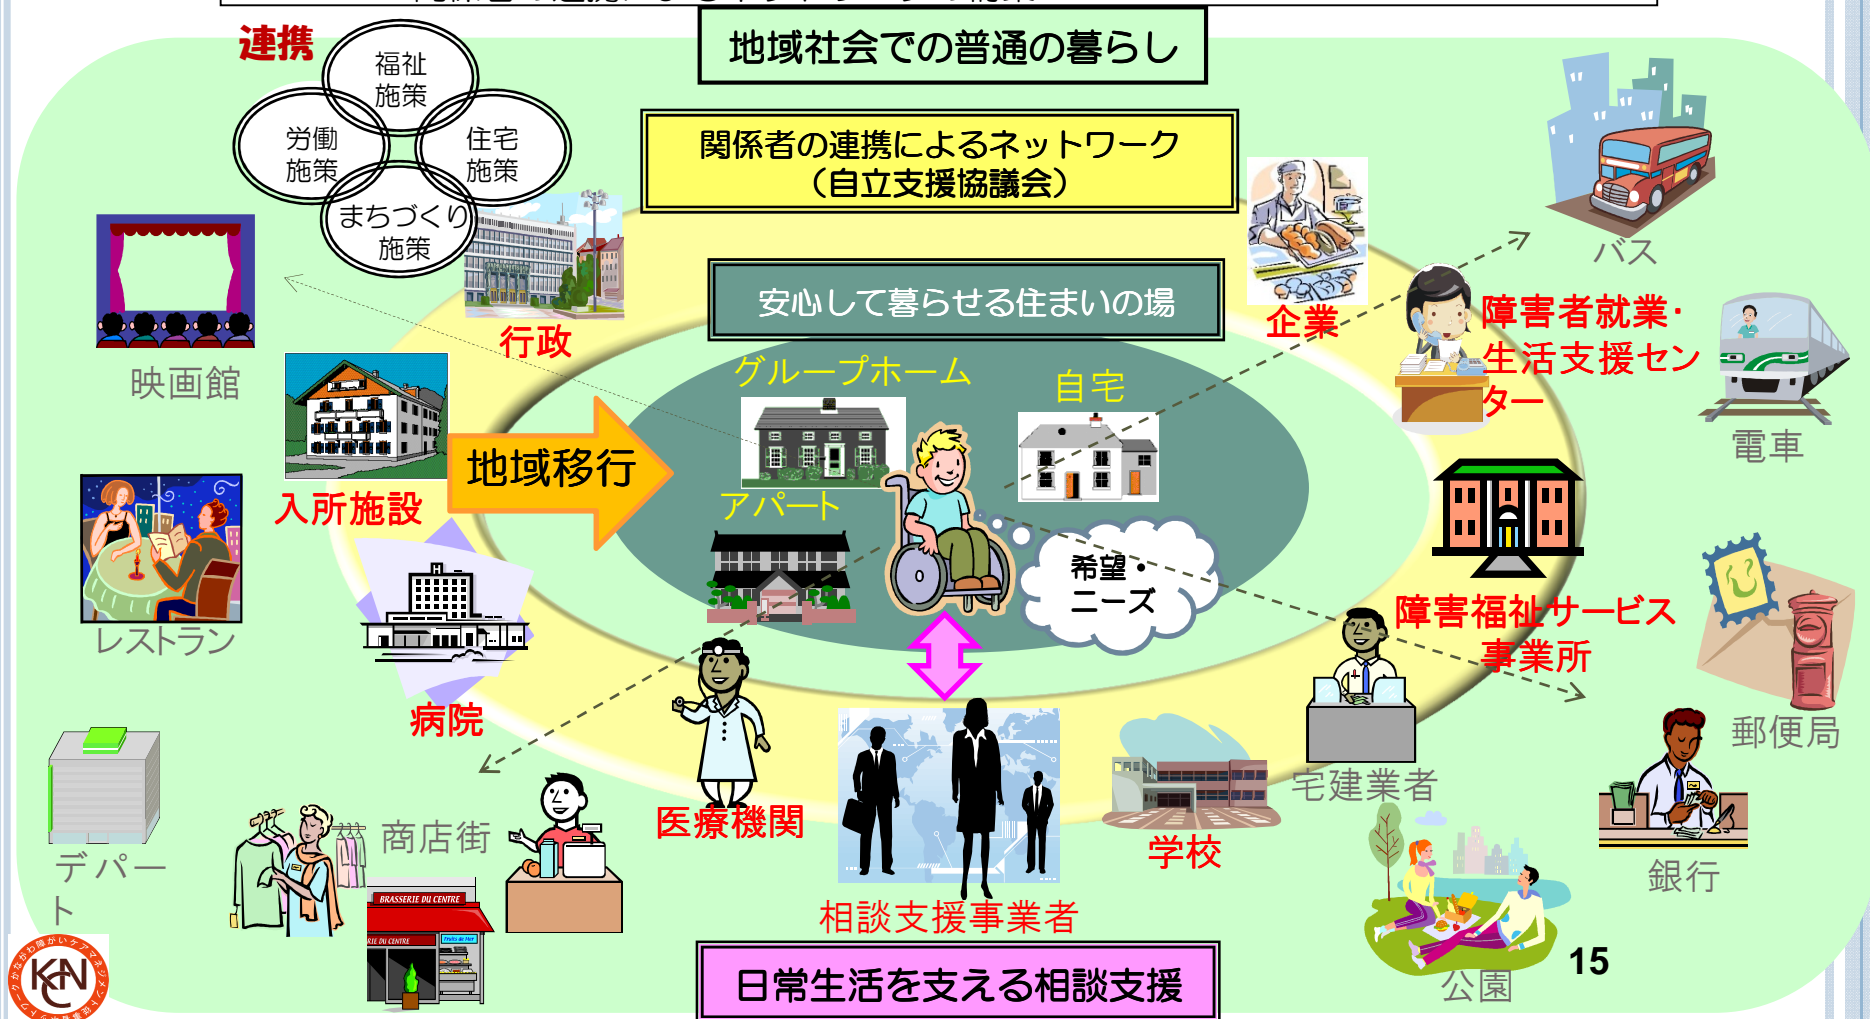 地域社会での普通の暮らし
連携
福祉
施策
労働
施策
住宅
施策
まちづくり
施策
関係者の連携によるネットワーク
（自立支援協議会）
安心して暮らせる住まいの場
バス
行政
企業
障害者就業・
生活支援セン
ター
映画館
グループホーム
自宅
電車
地域移行
入所施設
アパート
希望・
ニーズ
レストラン
障害福祉サービス
事業所
病院
郵便局
宅建業者
医療機関
商店街
学校
デパー
ト
銀行
BRASSERIE DU CENTRE
相談支援事業者
日常生活を支える相談支援
公園
15
KCN